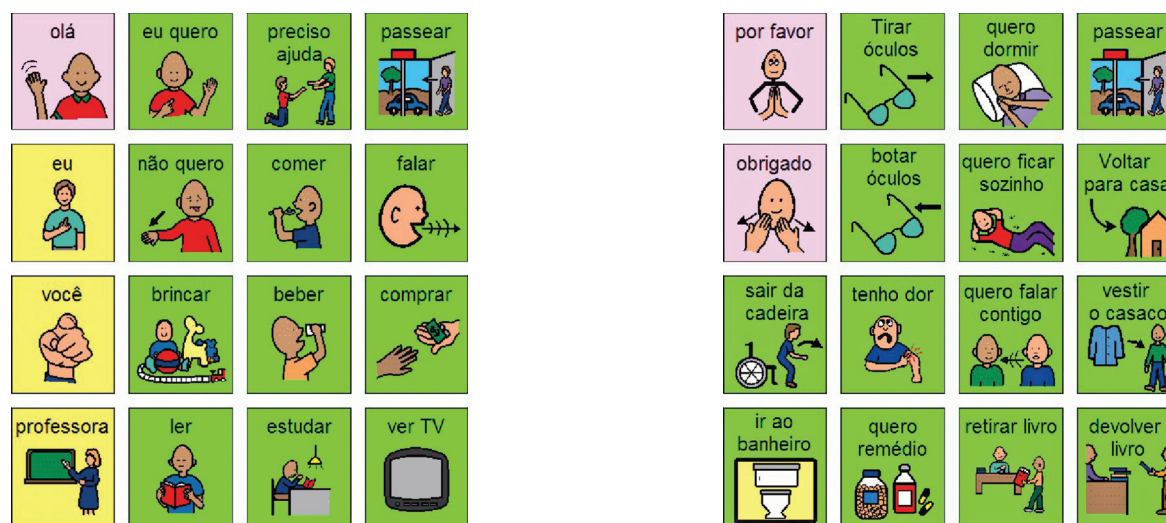 olá
eu quero
preciso
ajuda
passear
eu
não quero
comer
falar
você
brincar
beber
comprar
professora
ler
estudar
ver TV
por favor
Tirar
óculos
quero
dormir
passear
obrigado
botar
óculos
quero ficar
sozinho
Voltar
para casa
sair da
cadeira
tenho dor
quero falar
contigo
vestir
o casaco
ir ao
banheiro
quero
remédio
retirar livro
devolver
livro